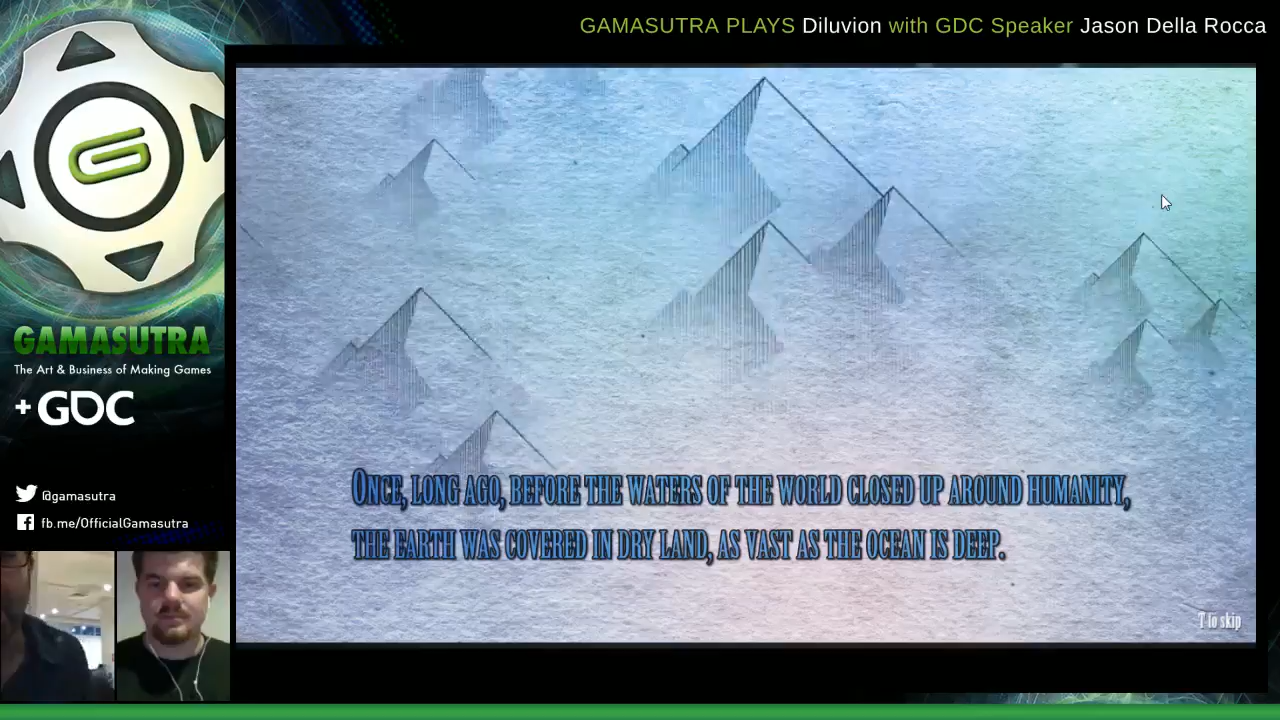 GAMASUTRA PLAYS Diluvion with GDC Speaker Jason Della Rocca
G
GAMASUTRA
The Art & Business of Making Games
+ GDC
@gamasutra
fb.me/OfficialGamasutra
ONCE, LONG AGO, BEFORE THE WATERS OF THE WORLD CLOSED UP AROUND HUMANITY,
THE EARTH WAS COVERED IN DRY LAND, AS VAST AS THE OCEAN IS DEEP.
T to skip